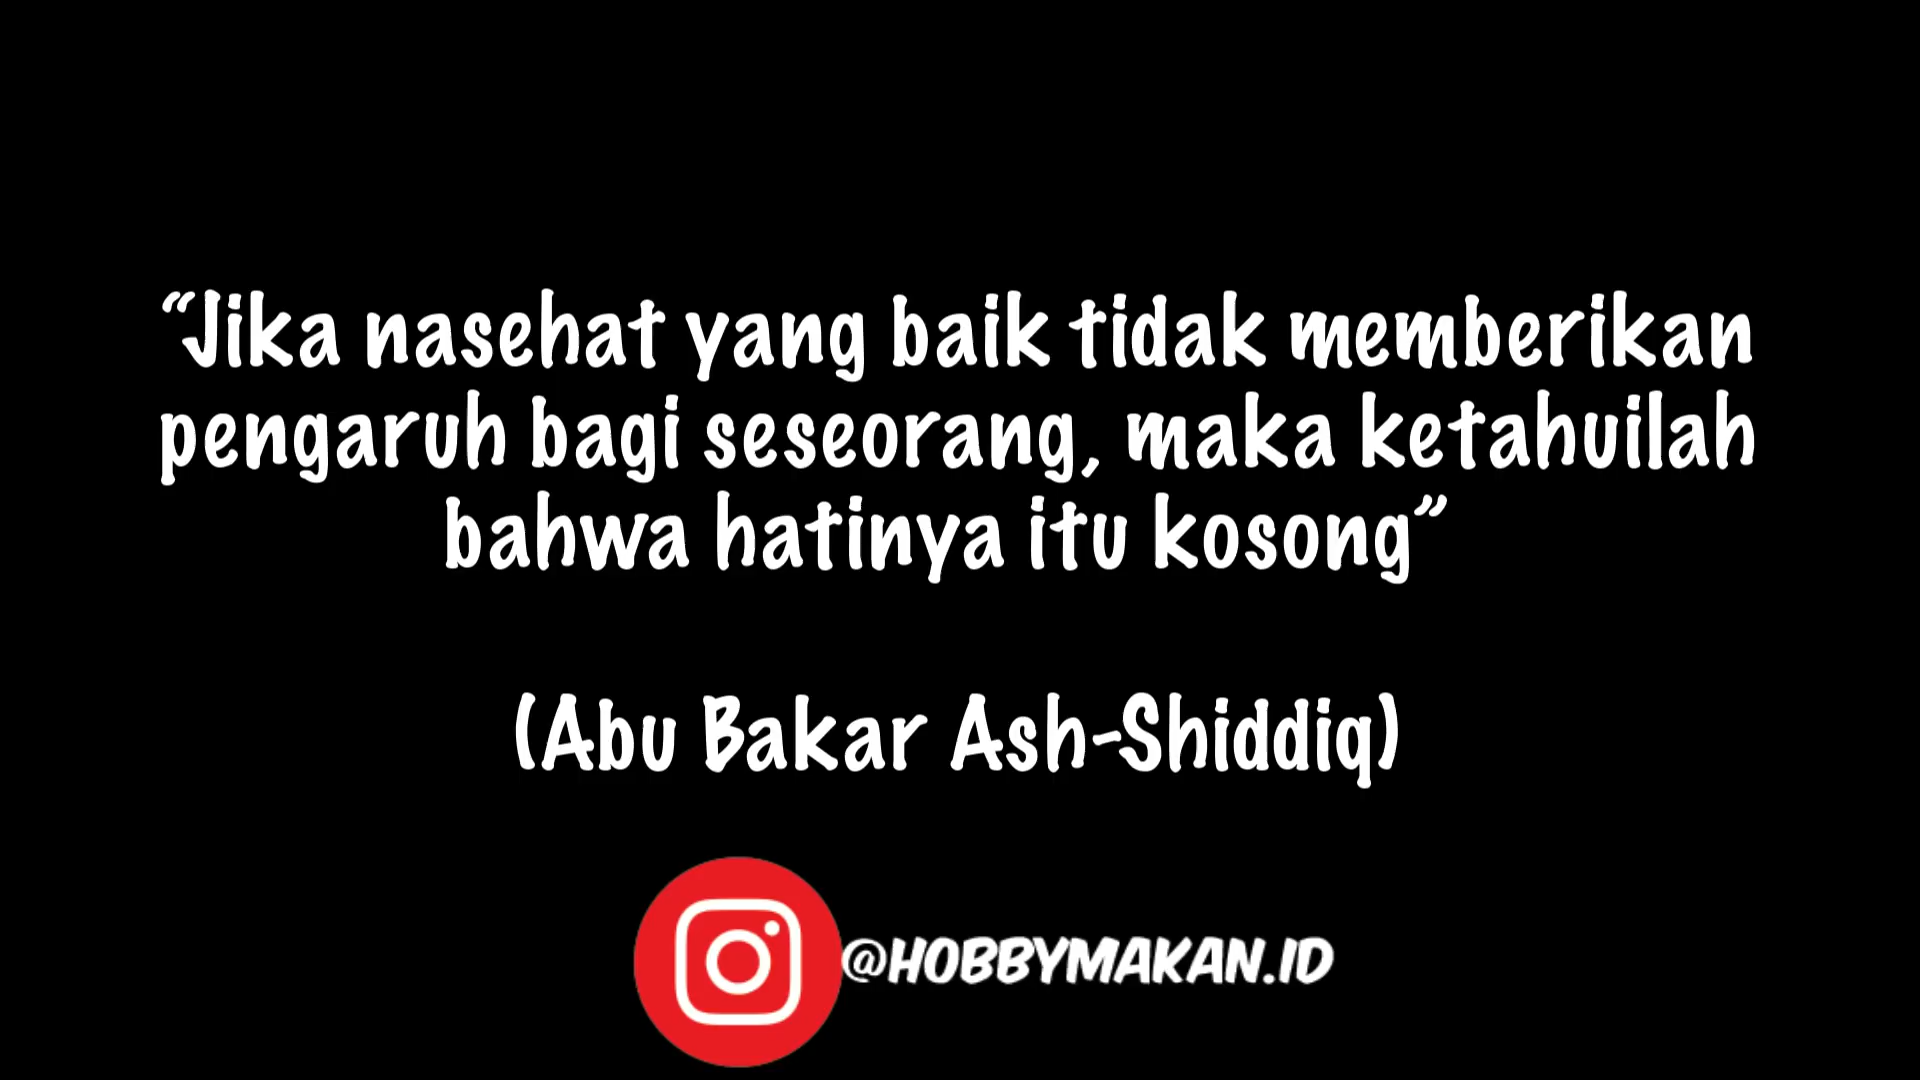 “Jika nasehat yang baik tidak memberikan
pengaruh bagi seseorang, maka ketahuilah
bahwa hatinya itu kosong”
(Abu Bakar Ash-Shiddiq)
@HOBBYMAKAN.ID